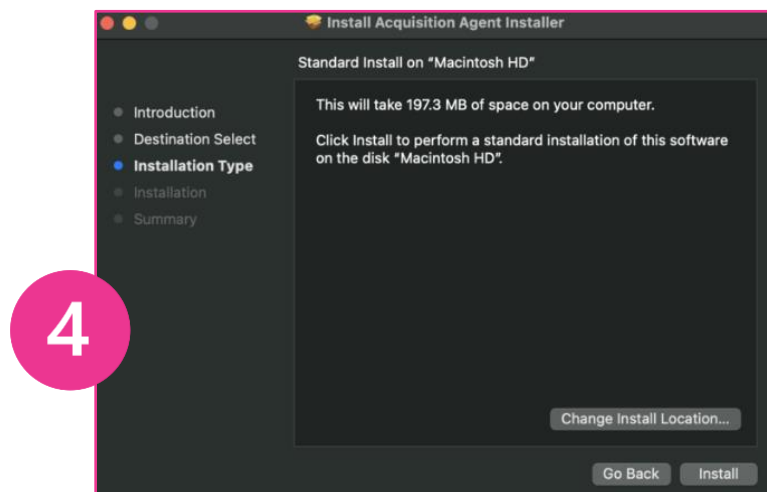 Install Acquisition Agent Installer
Standard Install on “Macintosh HD”
Introduction
Destination Select
Installation Type
Installation
Summary
This will take 197.3 MB of space on your computer.
Click Install to perform a standard installation of this software
on the disk “Macintosh HD”.
4
Change Install Location...
Go Back
Install